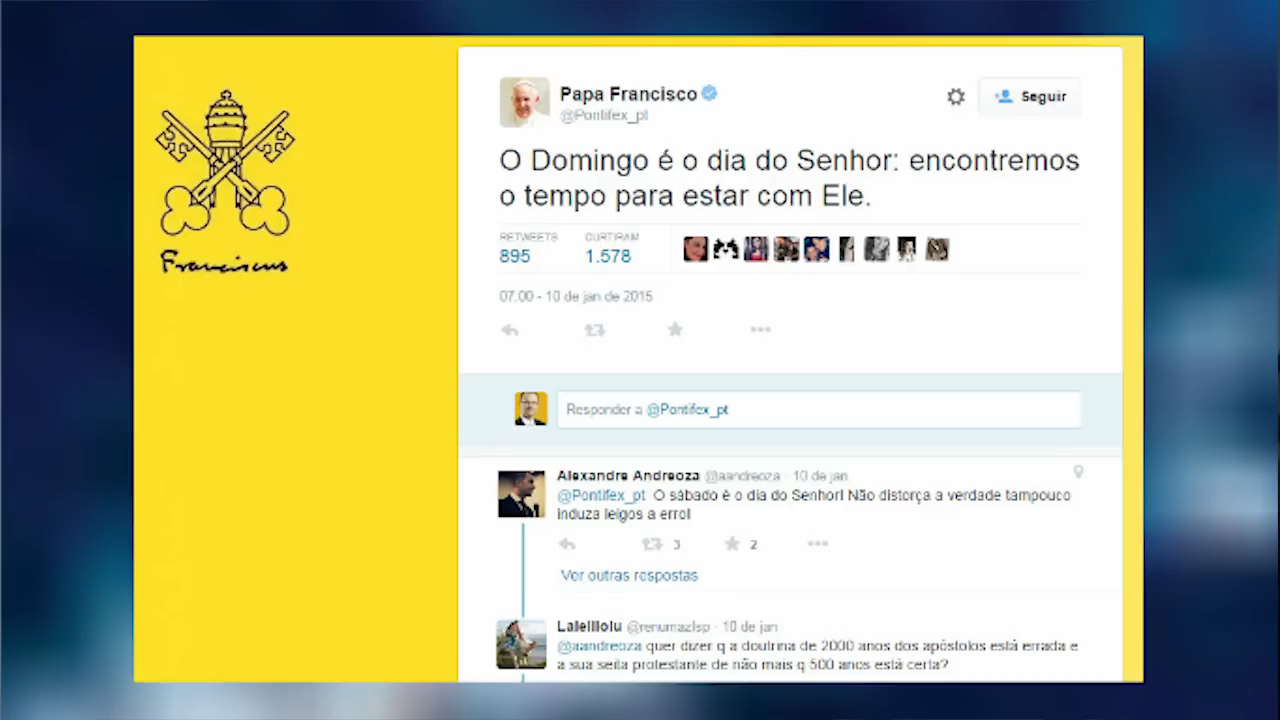 Franciscus
Papa Francisco
@Pontifex_pt
Seguir
O Domingo é o dia do Senhor: encontremos
o tempo para estar com Ele.
RETWEETS
895
CURTIRAM
1.578
07:00 - 10 de jan de 2015
Responder a @Pontifex_pt
Alexandre Andreoza @aandreoza · 10 de jan
@Pontifex_pt O sábado é o dia do Senhor! Não distorça a verdade tampouco
induza leigos a erro!
3
2
Ver outras respostas
@renumazlsp · 10 de jan
@aandreoza quer dizer q a doutrina de 2000 anos dos apóstolos está errada e
a sua seita protestante de não mais q 500 anos está certa?